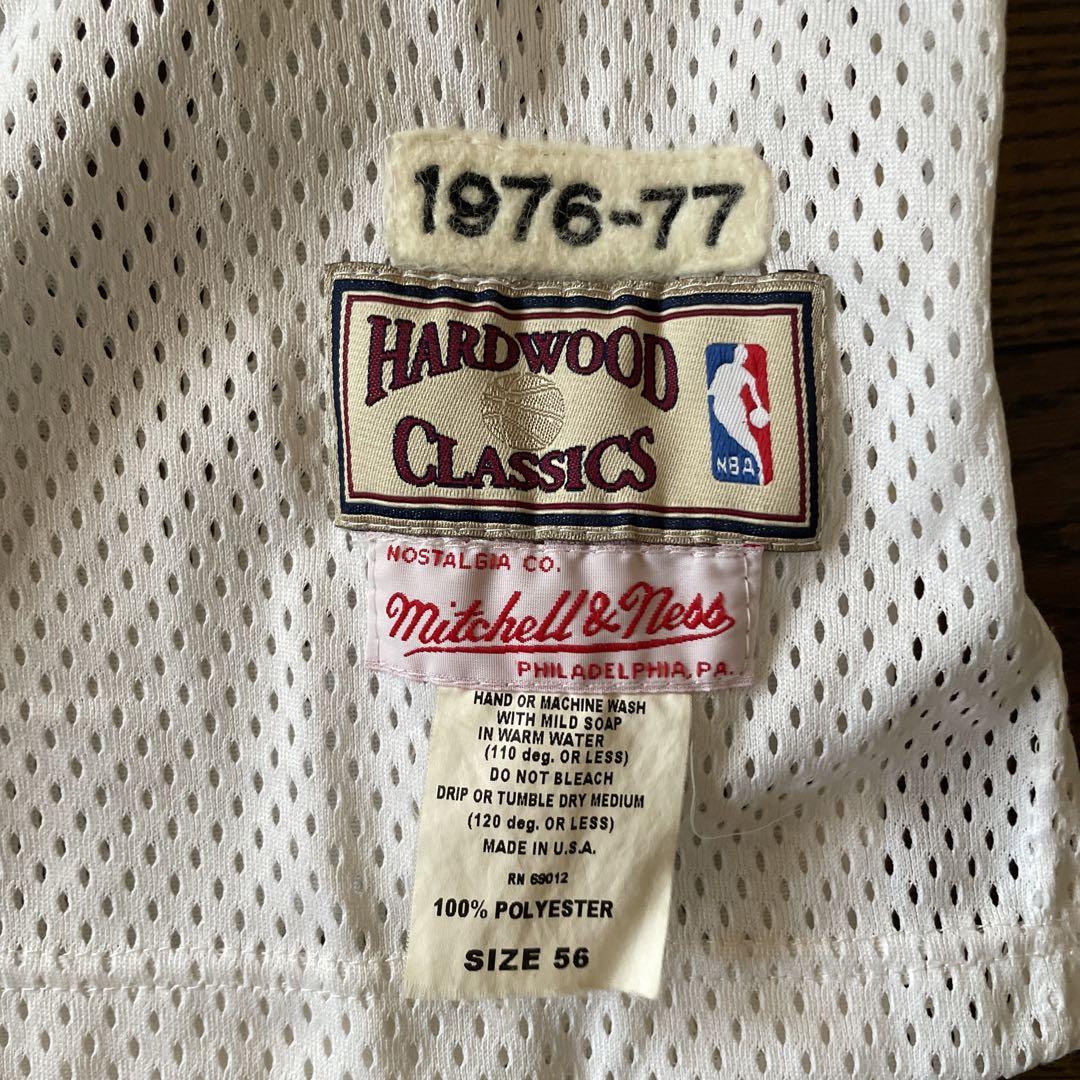 1976-77
HARDWOOD
CLASSICS
NBA
NOSTALGIA CO.
Mitchell & Ness
PHILADELPHIA, PA.
HAND OR MACHINE WASH
WITH MILD SOAP
IN WARM WATER
(110 deg. OR LESS)
DO NOT BLEACH
DRIP OR TUMBLE DRY MEDIUM
(120 deg. OR LESS)
MADE IN U.S.A.
RN 69012
100% POLYESTER
SIZE 56